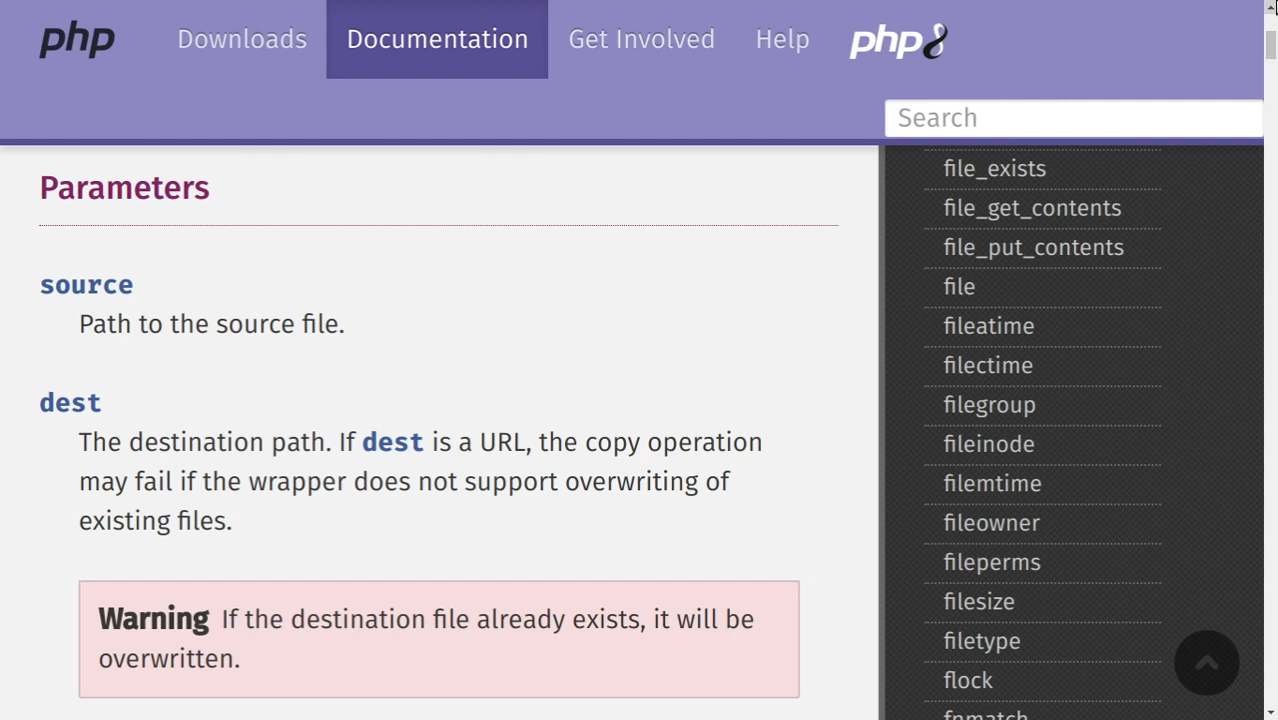 php
Downloads
Documentation
Get Involved
Help
php8
Search
Parameters
source
Path to the source file.
dest
The destination path. If dest is a URL, the copy operation
may fail if the wrapper does not support overwriting of
existing files.
Warning If the destination file already exists, it will be
overwritten.
file_exists
file_get_contents
file_put_contents
file
fileatime
filectime
filegroup
fileinode
filemtime
fileowner
fileperms
filesize
filetype
flock
fnmatch